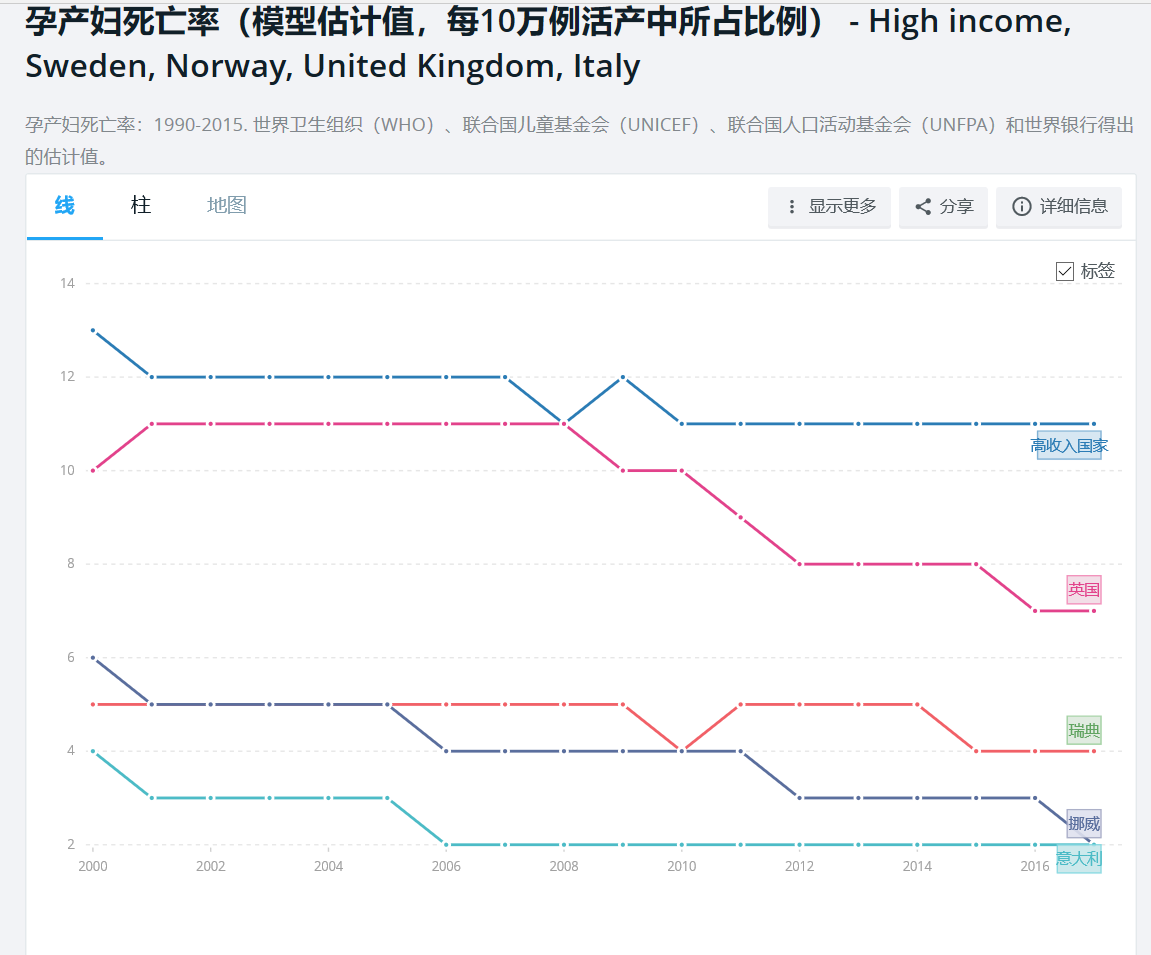 孕产妇死亡率（模型估计值，每10万例活产中所占比例） - High income,
Sweden, Norway, United Kingdom, Italy
孕产妇死亡率：1990-2015. 世界卫生组织（WHO）、联合国儿童基金会（UNICEF）、联合国人口活动基金会（UNFPA）和世界银行得出
的估计值。
线 柱 地图 显示更多 分享 详细信息
标签
14
12
高收入国家
10
8
英国
6
瑞典
4
挪威
2
意大利
2000 2002 2004 2006 2008 2010 2012 2014 2016